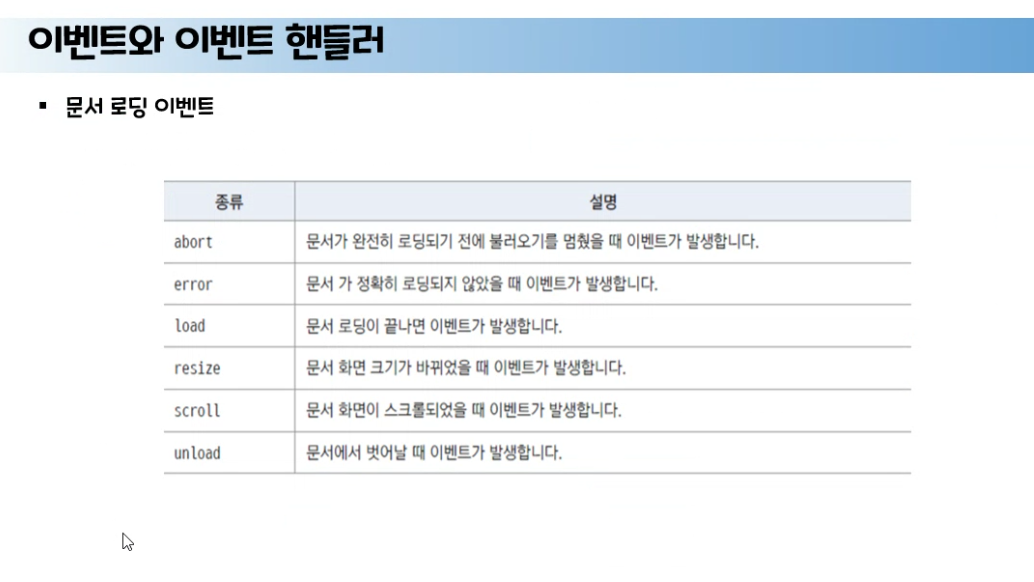 이벤트와 이벤트 핸들러
▪ 문서 로딩 이벤트
종류 설명
abort 문서가 완전히 로딩되기 전에 불러오기를 멈췄을 때 이벤트가 발생합니다.
error 문서 가 정확히 로딩되지 않았을 때 이벤트가 발생합니다.
load 문서 로딩이 끝나면 이벤트가 발생합니다.
resize 문서 화면 크기가 바뀌었을 때 이벤트가 발생합니다.
scroll 문서 화면이 스크롤되었을 때 이벤트가 발생합니다.
unload 문서에서 벗어날 때 이벤트가 발생합니다.